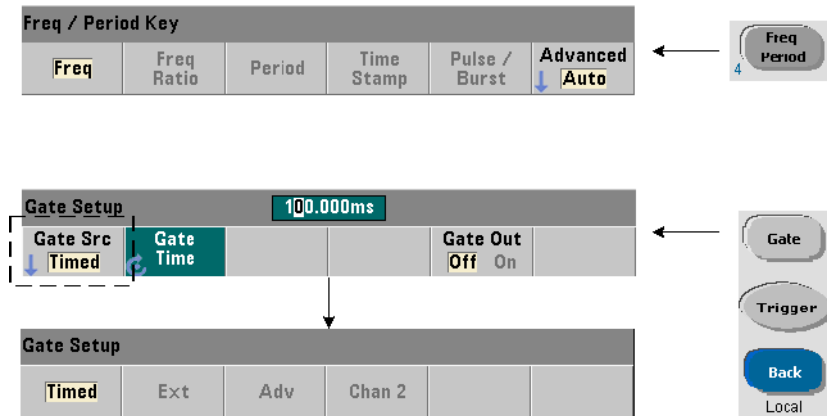 Freq / Period Key
Freq
Freq
Ratio
Period
Time
Stamp
Pulse /
Burst
Advanced
Auto
Freq
Period
4
Gate Setup
100.000ms
Gate Src
Timed
Gate
Time
Gate Out
Off On
Gate
Trigger
Gate Setup
Timed
Ext
Adv
Chan 2
Back
Local